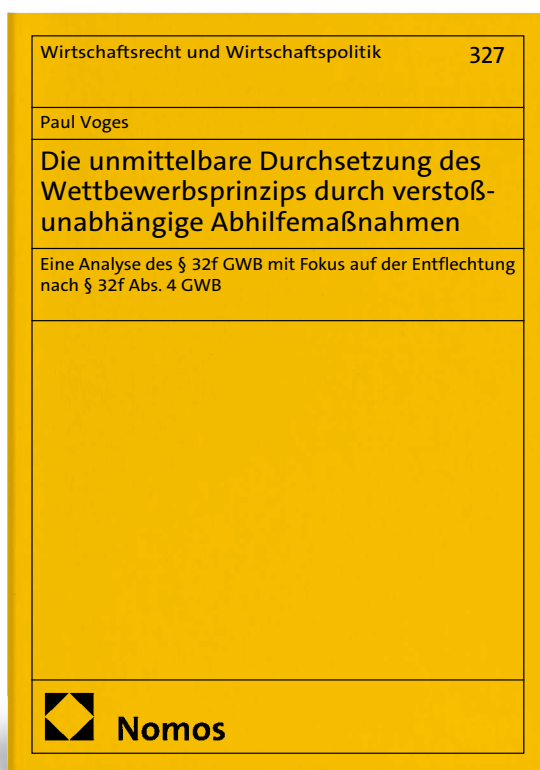 Wirtschaftsrecht und Wirtschaftspolitik 327
Paul Voges
Die unmittelbare Durchsetzung des
Wettbewerbsprinzips durch verstoß-
unabhängige Abhilfemaßnahmen
Eine Analyse des § 32f GWB mit Fokus auf der Entflechtung
nach § 32f Abs. 4 GWB
Nomos